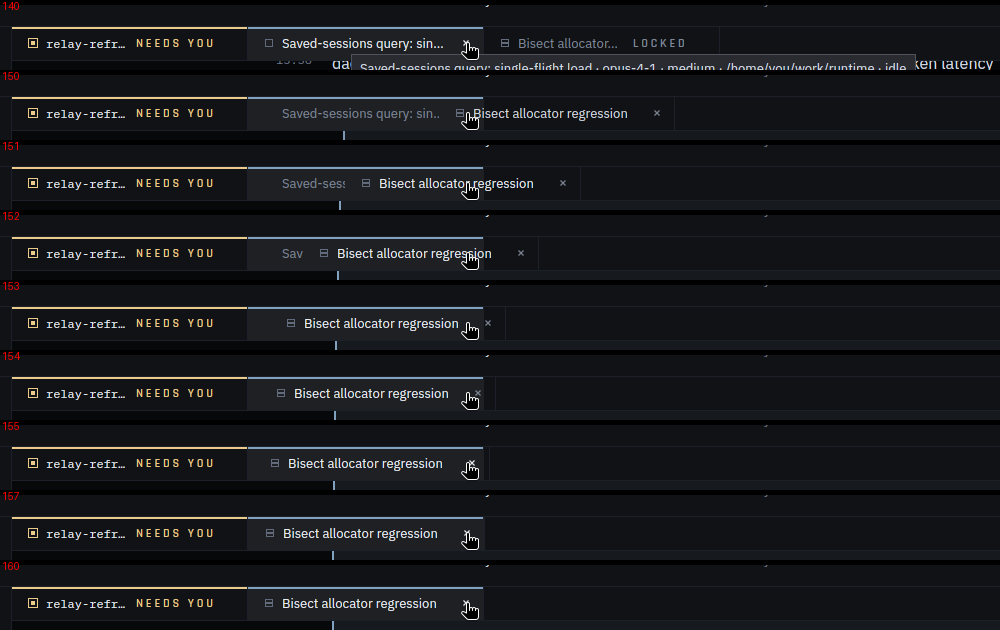 140
relay-refr… NEEDS YOU Saved-sessions query: sin... × Bisect allocator... LOCKED
Saved-sessions query: single-flight load · opus-4-1 · medium · /home/you/work/runtime · idle
ken latency
150
relay-refr… NEEDS YOU Saved-sessions query: sin.. Bisect allocator regression ×
151
relay-refr… NEEDS YOU Saved-sess Bisect allocator regression ×
152
relay-refr… NEEDS YOU Sav Bisect allocator regression ×
153
relay-refr… NEEDS YOU Bisect allocator regression ×
154
relay-refr… NEEDS YOU Bisect allocator regression ×
155
relay-refr… NEEDS YOU Bisect allocator regression ×
157
relay-refr… NEEDS YOU Bisect allocator regression ×
160
relay-refr… NEEDS YOU Bisect allocator regression ×